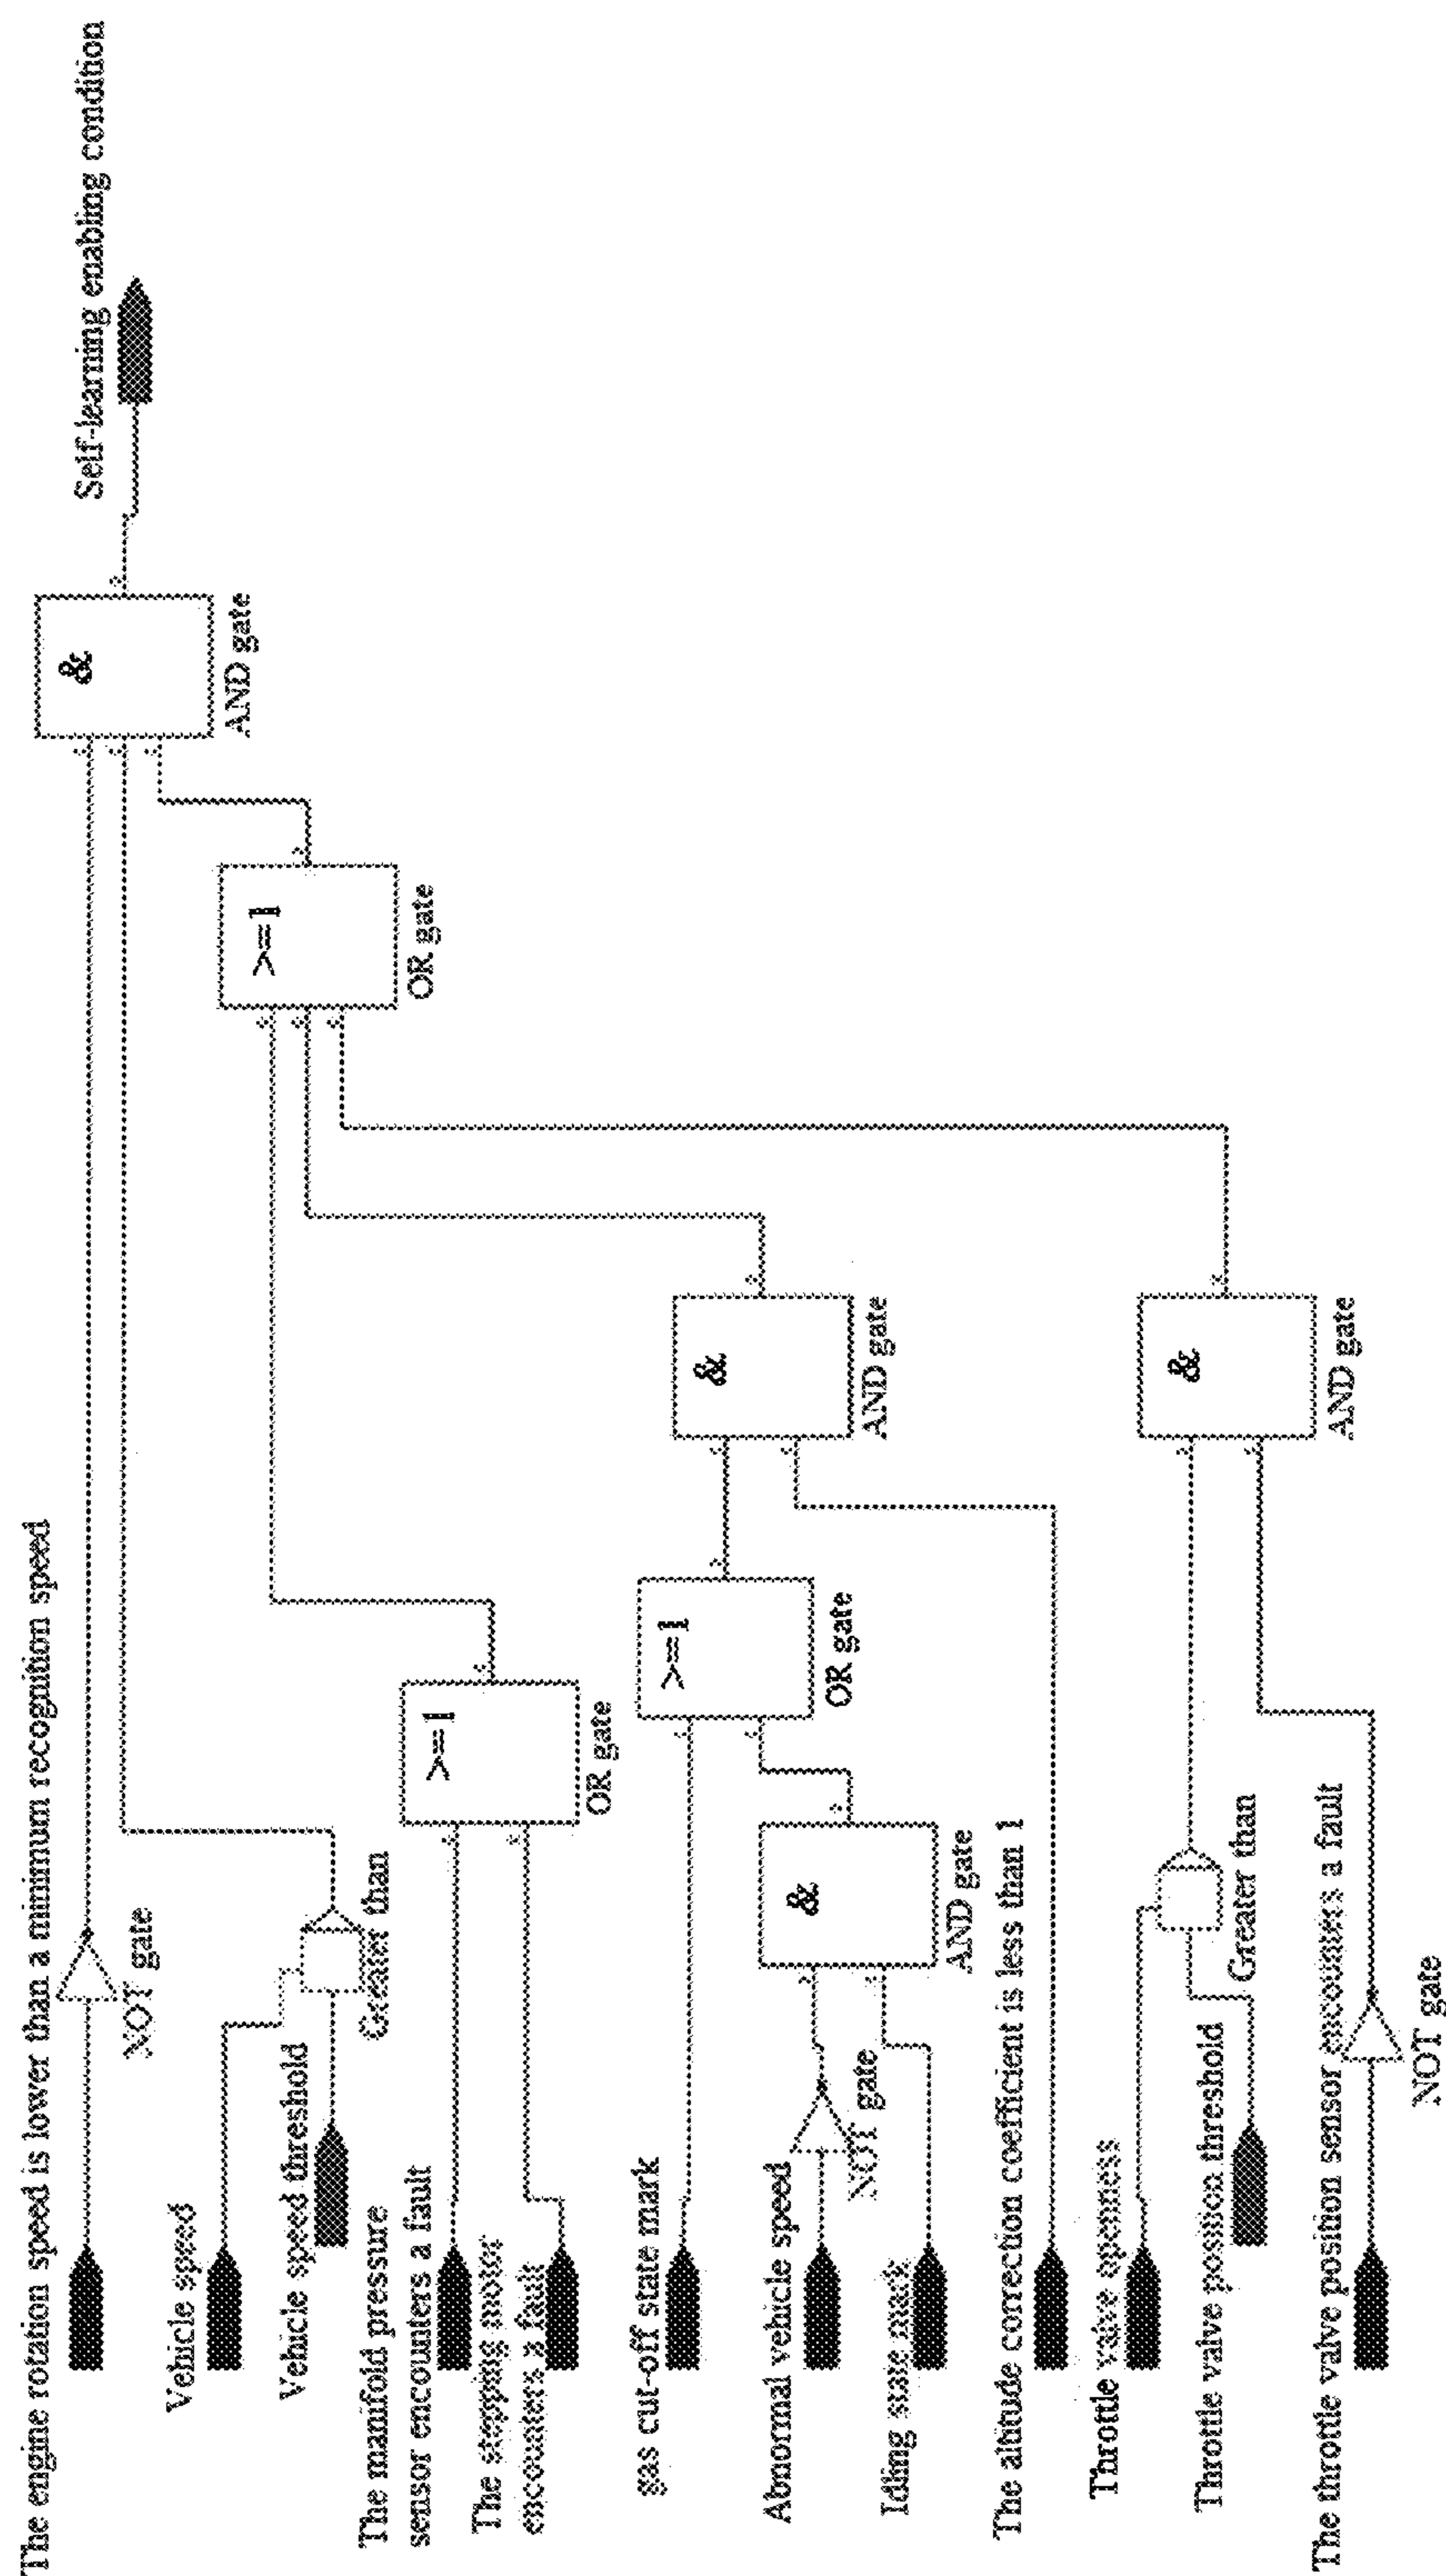 The engine rotation speed is lower than a minimum recognition speed
NOT gate
Vehicle speed
Vehicle speed threshold
Greater than
The manifold pressure
sensor encounters a fault
The stepping motor
encounters a fault
>=1
OR gate
gas cut-off state mark
Abnormal vehicle speed
NOT gate
Idling state mark
&
AND gate
>=1
OR gate
The altitude correction coefficient is less than 1
&
AND gate
Throttle valve openness
Throttle valve position threshold
Greater than
The throttle valve position sensor encounters a fault
NOT gate
&
AND gate
>=1
OR gate
&
AND gate
Self-learning enabling condition